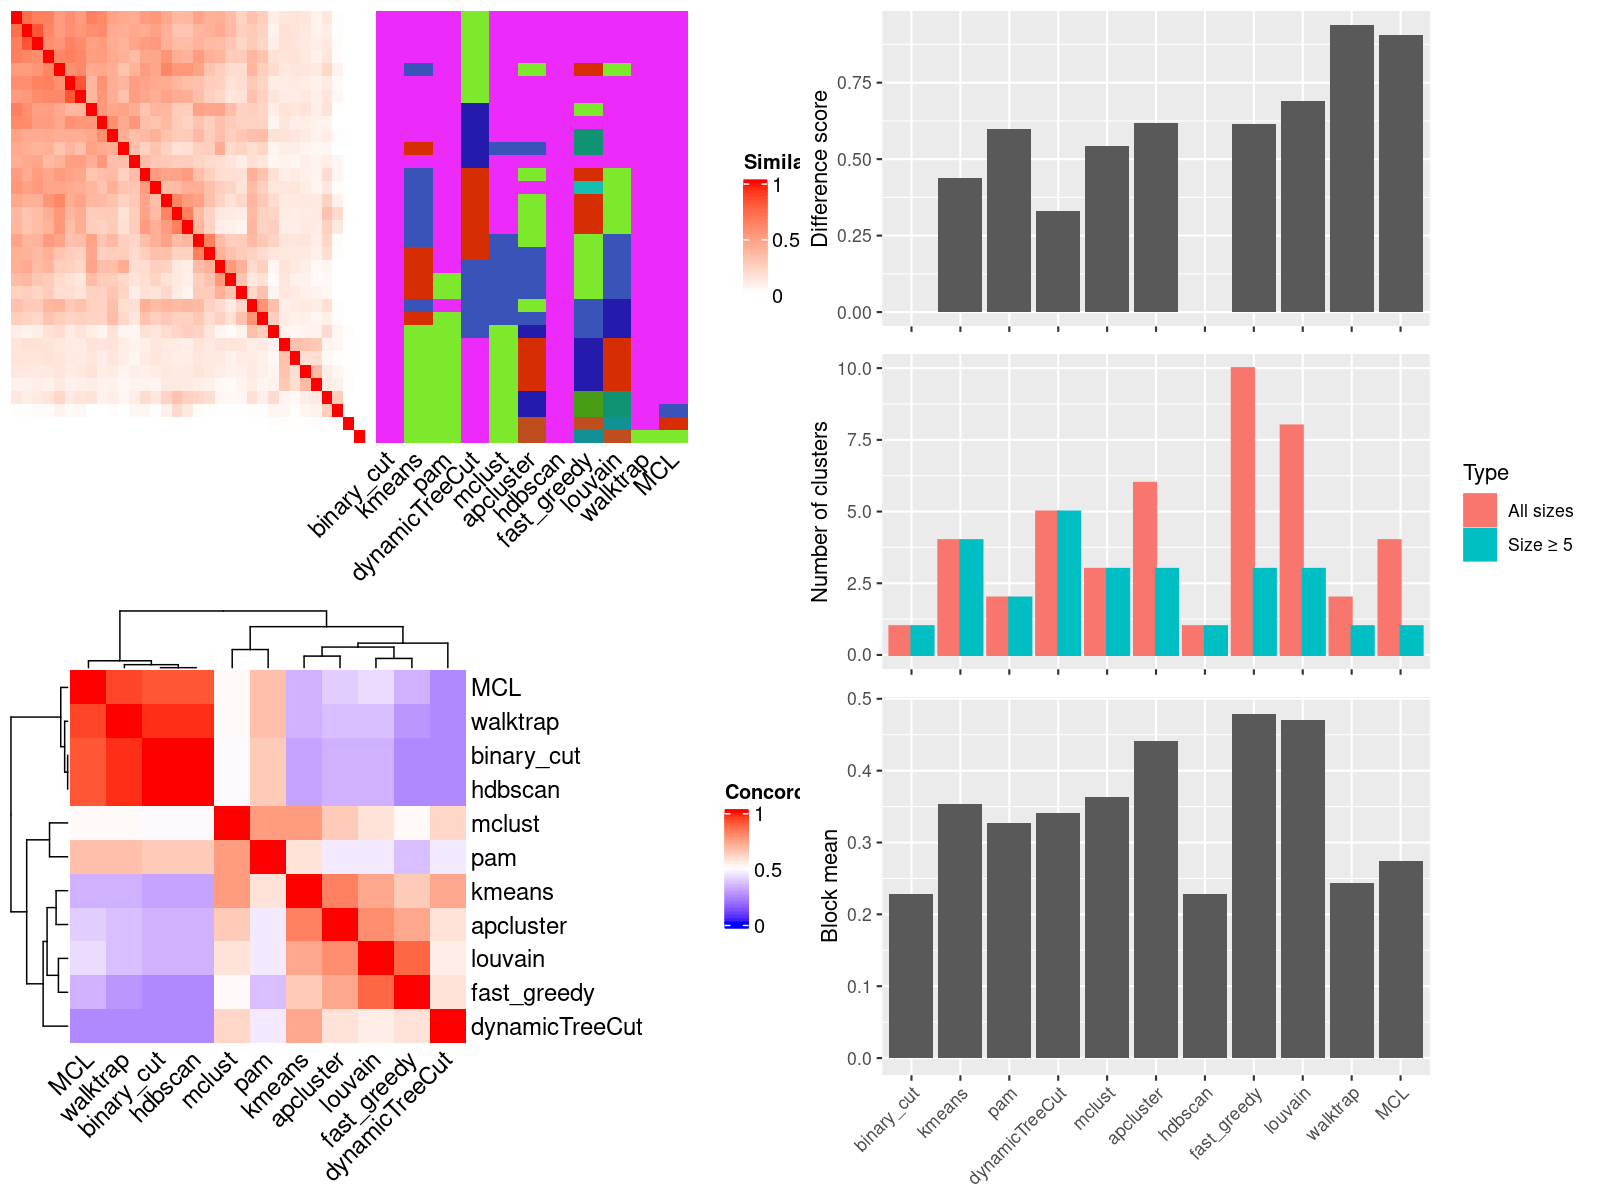 Simila
1
0.5
0
binary_cut
kmeans
pam
dynamicTreeCut
mclust
apcluster
hdbscan
fast_greedy
louvain
walktrap
MCL
MCL
walktrap
binary_cut
hdbscan
mclust
pam
kmeans
apcluster
louvain
fast_greedy
dynamicTreeCut
MCL
walktrap
binary_cut
hdbscan
mclust
pam
kmeans
apcluster
louvain
fast_greedy
dynamicTreeCut
Concord
1
0.5
0
Difference score
0.75
0.50
0.25
0.00
Number of clusters
10.0
7.5
5.0
2.5
0.0
Type
All sizes
Size ≥ 5
Block mean
0.5
0.4
0.3
0.2
0.1
0.0
binary_cut
kmeans
pam
dynamicTreeCut
mclust
apcluster
hdbscan
fast_greedy
louvain
walktrap
MCL